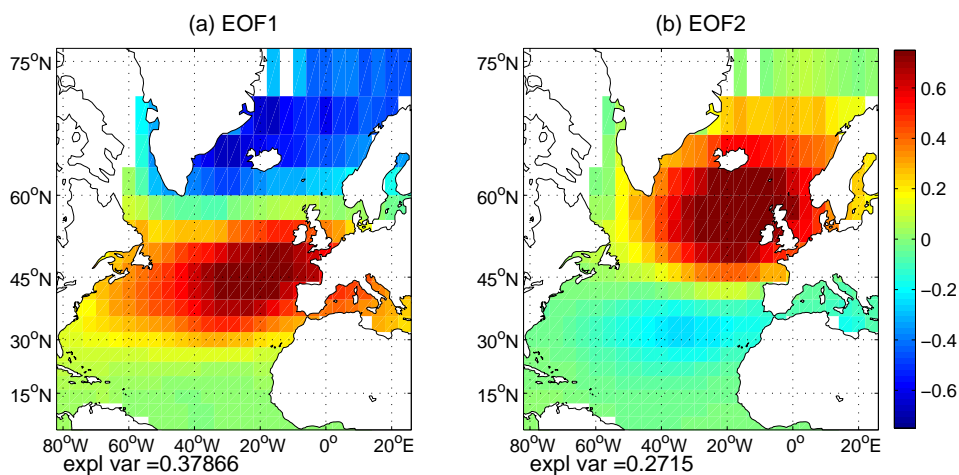 (a) EOF1
75°N
60°N
45°N
30°N
15°N
80°W 60°W 40°W 20°W 0° 20°E
expl var =0.37866
(b) EOF2
75°N
60°N
45°N
30°N
15°N
80°W 60°W 40°W 20°W 0° 20°E
expl var =0.2715
0.6
0.4
0.2
0
−0.2
−0.4
−0.6